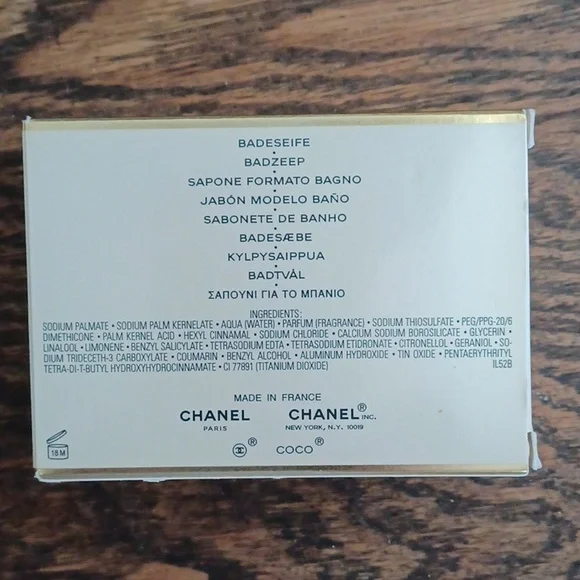 BADESEIFE
•
BADZEEP
•
SAPONE FORMATO BAGNO
•
JABÓN MODELO BAÑO
•
SABONETE DE BANHO
•
BADESÆBE
•
KYLPYSAIPPUA
•
BADTVÅL
•
ΣΑΠΟΥΝΙ ΓΙΑ ΤΟ ΜΠΑΝΙΟ
INGREDIENTS:
SODIUM PALMATE • SODIUM PALM KERNELATE • AQUA (WATER) • PARFUM (FRAGRANCE) • SODIUM THIOSULFATE • PEG/PPG-20/6
DIMETHICONE • PALM KERNEL ACID • HEXYL CINNAMAL • SODIUM CHLORIDE • CALCIUM SODIUM BOROSILICATE • GLYCERIN •
LINALOOL • LIMONENE • BENZYL SALICYLATE • TETRASODIUM EDTA • TETRASODIUM ETIDRONATE • CITRONELLOL • GERANIOL • SO-
DIUM TRIDECETH-3 CARBOXYLATE • COUMARIN • BENZYL ALCOHOL • ALUMINUM HYDROXIDE • TIN OXIDE • PENTAERYTHRITYL
TETRA-DI-T-BUTYL HYDROXYHYDROCINNAMATE • CI 77891 (TITANIUM DIOXIDE) IL52B
MADE IN FRANCE
CHANEL CHANEL® INC.
PARIS NEW YORK, N.Y. 10019
® COCO®
18 M